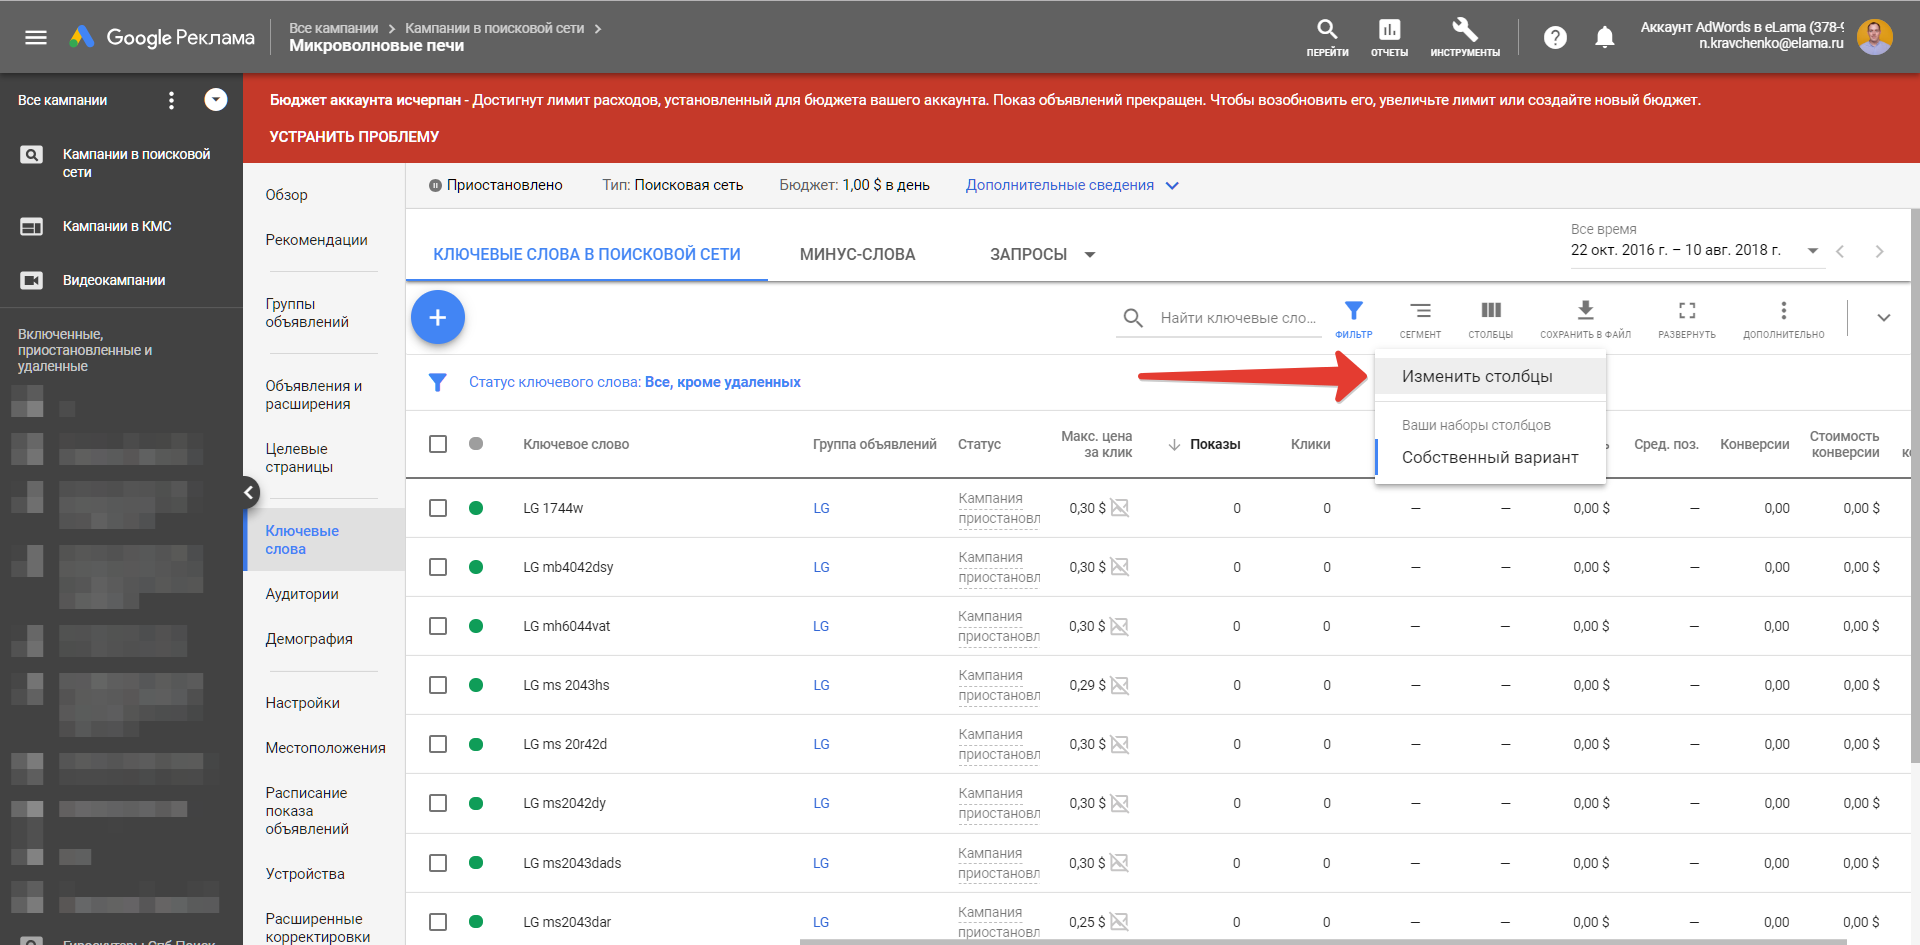 Google Реклама
Все кампании > Кампании в поисковой сети >
Микроволновые печи
ПЕРЕЙТИ
ОТЧЕТЫ
ИНСТРУМЕНТЫ
?
Аккаунт AdWords в eLama (378-9
n.kravchenko@elama.ru
Все кампании
Кампании в поисковой
сети
Кампании в КМС
Видеокампании
Включенные,
приостановленные и
удаленные
Гироскутеры Спб Поиск
Бюджет аккаунта исчерпан - Достигнут лимит расходов, установленный для бюджета вашего аккаунта. Показ объявлений прекращен. Чтобы возобновить его, увеличьте лимит или создайте новый бюджет.
УСТРАНИТЬ ПРОБЛЕМУ
Обзор
Рекомендации
Группы
объявлений
Объявления и
расширения
Целевые
страницы
Ключевые
слова
Аудитории
Демография
Настройки
Местоположения
Расписание
показа
объявлений
Устройства
Расширенные
корректировки
Приостановлено Тип: Поисковая сеть Бюджет: 1,00 $ в день Дополнительные сведения
КЛЮЧЕВЫЕ СЛОВА В ПОИСКОВОЙ СЕТИ МИНУС-СЛОВА ЗАПРОСЫ
Все время
22 окт. 2016 г. – 10 авг. 2018 г.
Найти ключевые сло...
ФИЛЬТР
СЕГМЕНТ
СТОЛБЦЫ
СОХРАНИТЬ В ФАЙЛ
РАЗВЕРНУТЬ
ДОПОЛНИТЕЛЬНО
Статус ключевого слова: Все, кроме удаленных
Изменить столбцы
Ваши наборы столбцов
Собственный вариант
Ключевое слово Группа объявлений Статус Макс. цена за клик Показы Клики Сред. поз. Конверсии Стоимость конверсии
LG 1744w LG Кампания приостановл 0,30 $ 0 0 – – 0,00 $ – 0,00 0,00 $
LG mb4042dsy LG Кампания приостановл 0,30 $ 0 0 – – 0,00 $ – 0,00 0,00 $
LG mh6044vat LG Кампания приостановл 0,30 $ 0 0 – – 0,00 $ – 0,00 0,00 $
LG ms 2043hs LG Кампания приостановл 0,29 $ 0 0 – – 0,00 $ – 0,00 0,00 $
LG ms 20r42d LG Кампания приостановл 0,30 $ 0 0 – – 0,00 $ – 0,00 0,00 $
LG ms2042dy LG Кампания приостановл 0,30 $ 0 0 – – 0,00 $ – 0,00 0,00 $
LG ms2043dads LG Кампания приостановл 0,30 $ 0 0 – – 0,00 $ – 0,00 0,00 $
LG ms2043dar LG Кампания приостановл 0,25 $ 0 0 – – 0,00 $ – 0,00 0,00 $